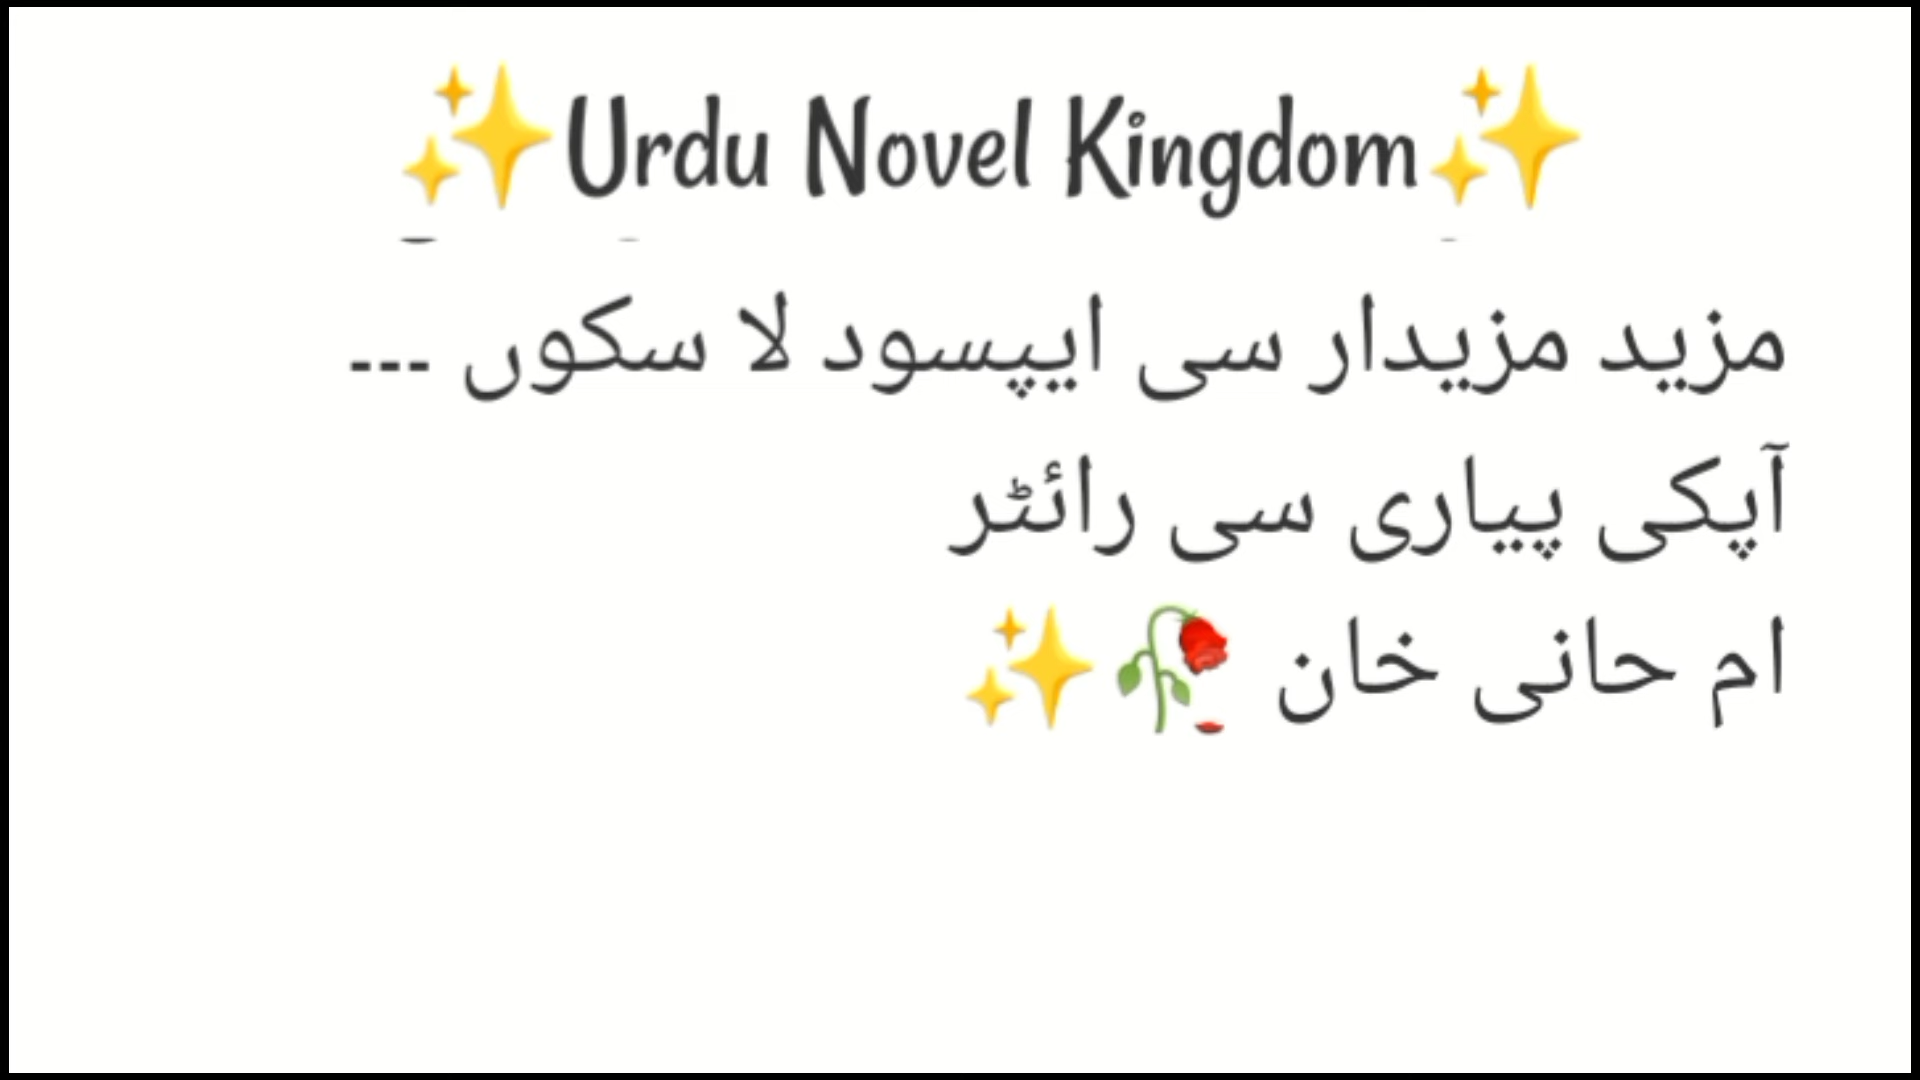 ✨Urdu Novel Kingdom✨
مزید مزیدار سی ایپسود لا سکوں ---
آپکی پیاری سی رائٹر
ام حانی خان 🥀✨